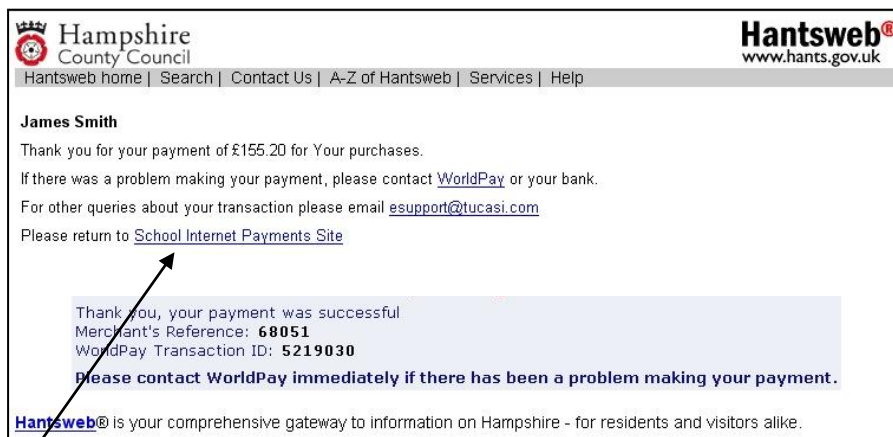 Hampshire
County Council
Hantsweb®
www.hants.gov.uk
Hantsweb home | Search | Contact Us | A-Z of Hantsweb | Services | Help
James Smith
Thank you for your payment of £155.20 for Your purchases.
If there was a problem making your payment, please contact WorldPay or your bank.
For other queries about your transaction please email esupport@tucasi.com
Please return to School Internet Payments Site
Thank you, your payment was successful
Merchant's Reference: 68051
WorldPay Transaction ID: 5219030
Please contact WorldPay immediately if there has been a problem making your payment.
Hantsweb® is your comprehensive gateway to information on Hampshire - for residents and visitors alike.